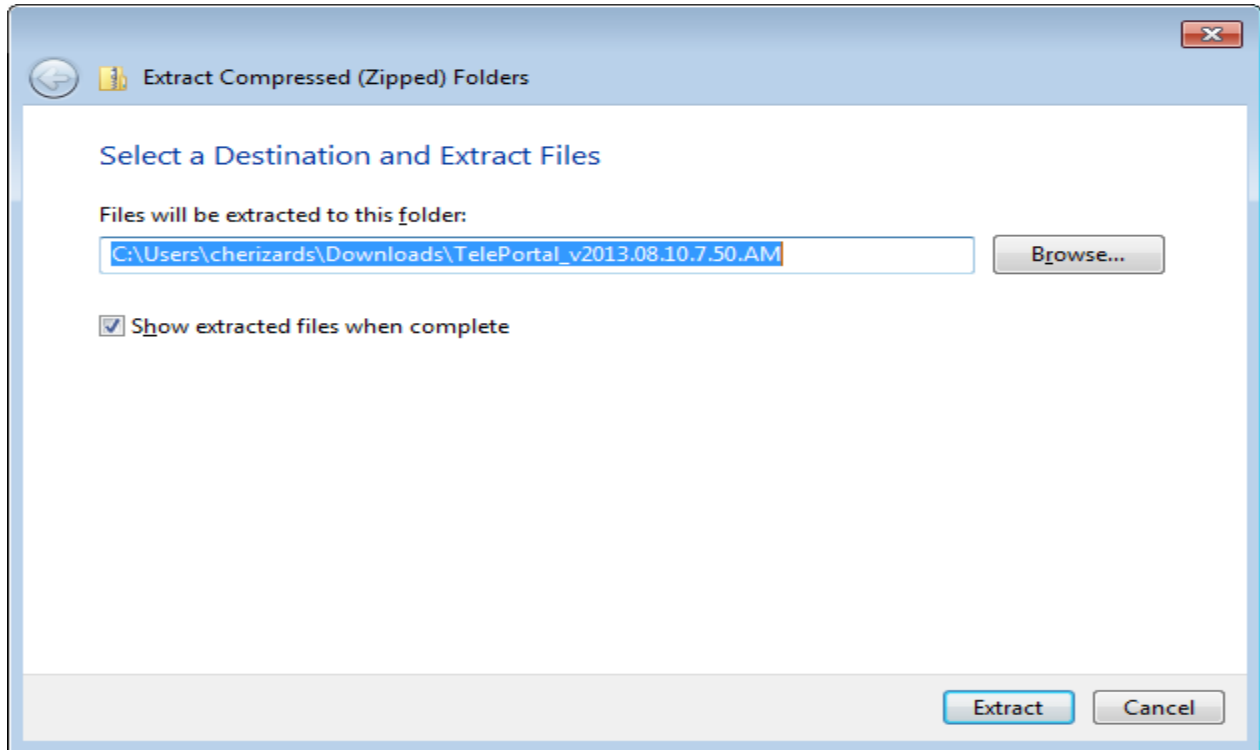 Extract Compressed (Zipped) Folders
Select a Destination and Extract Files
Files will be extracted to this folder:
C:\Users\cherizards\Downloads\TelePortal_v2013.08.10.7.50.AM
Browse...
Show extracted files when complete
Extract
Cancel